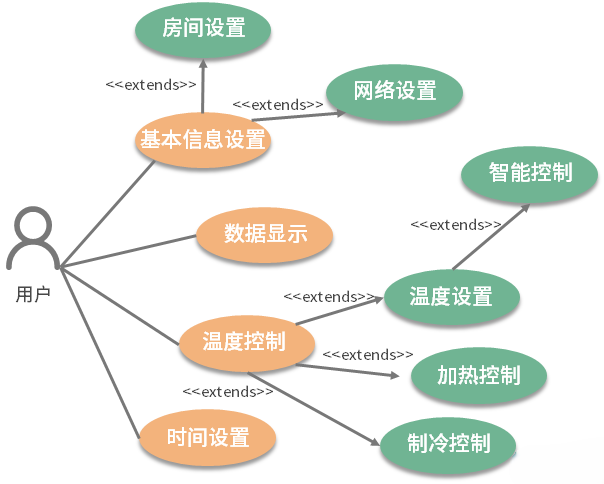 房间设置
<<extends>>
网络设置
<<extends>>
基本信息设置
智能控制
<<extends>>
数据显示
用户
<<extends>>
温度设置
温度控制
<<extends>>
加热控制
<<extends>>
时间设置
制冷控制